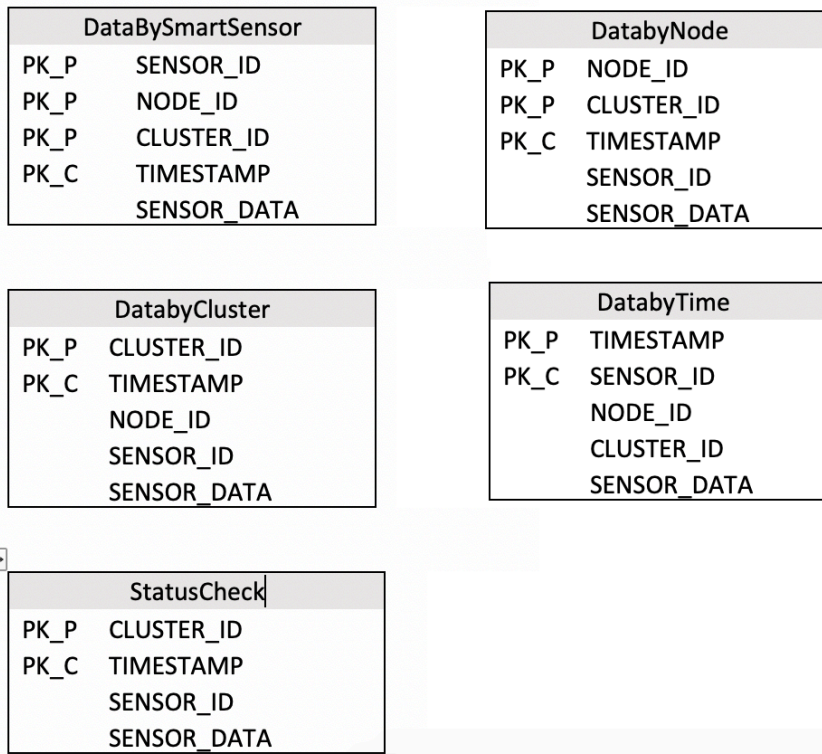 DataBySmartSensor
PK_P SENSOR_ID
PK_P NODE_ID
PK_P CLUSTER_ID
PK_C TIMESTAMP
SENSOR_DATA
DatabyNode
PK_P NODE_ID
PK_P CLUSTER_ID
PK_C TIMESTAMP
SENSOR_ID
SENSOR_DATA
DatabyCluster
PK_P CLUSTER_ID
PK_C TIMESTAMP
NODE_ID
SENSOR_ID
SENSOR_DATA
DatabyTime
PK_P TIMESTAMP
PK_C SENSOR_ID
NODE_ID
CLUSTER_ID
SENSOR_DATA
StatusCheck
PK_P CLUSTER_ID
PK_C TIMESTAMP
SENSOR_ID
SENSOR_DATA